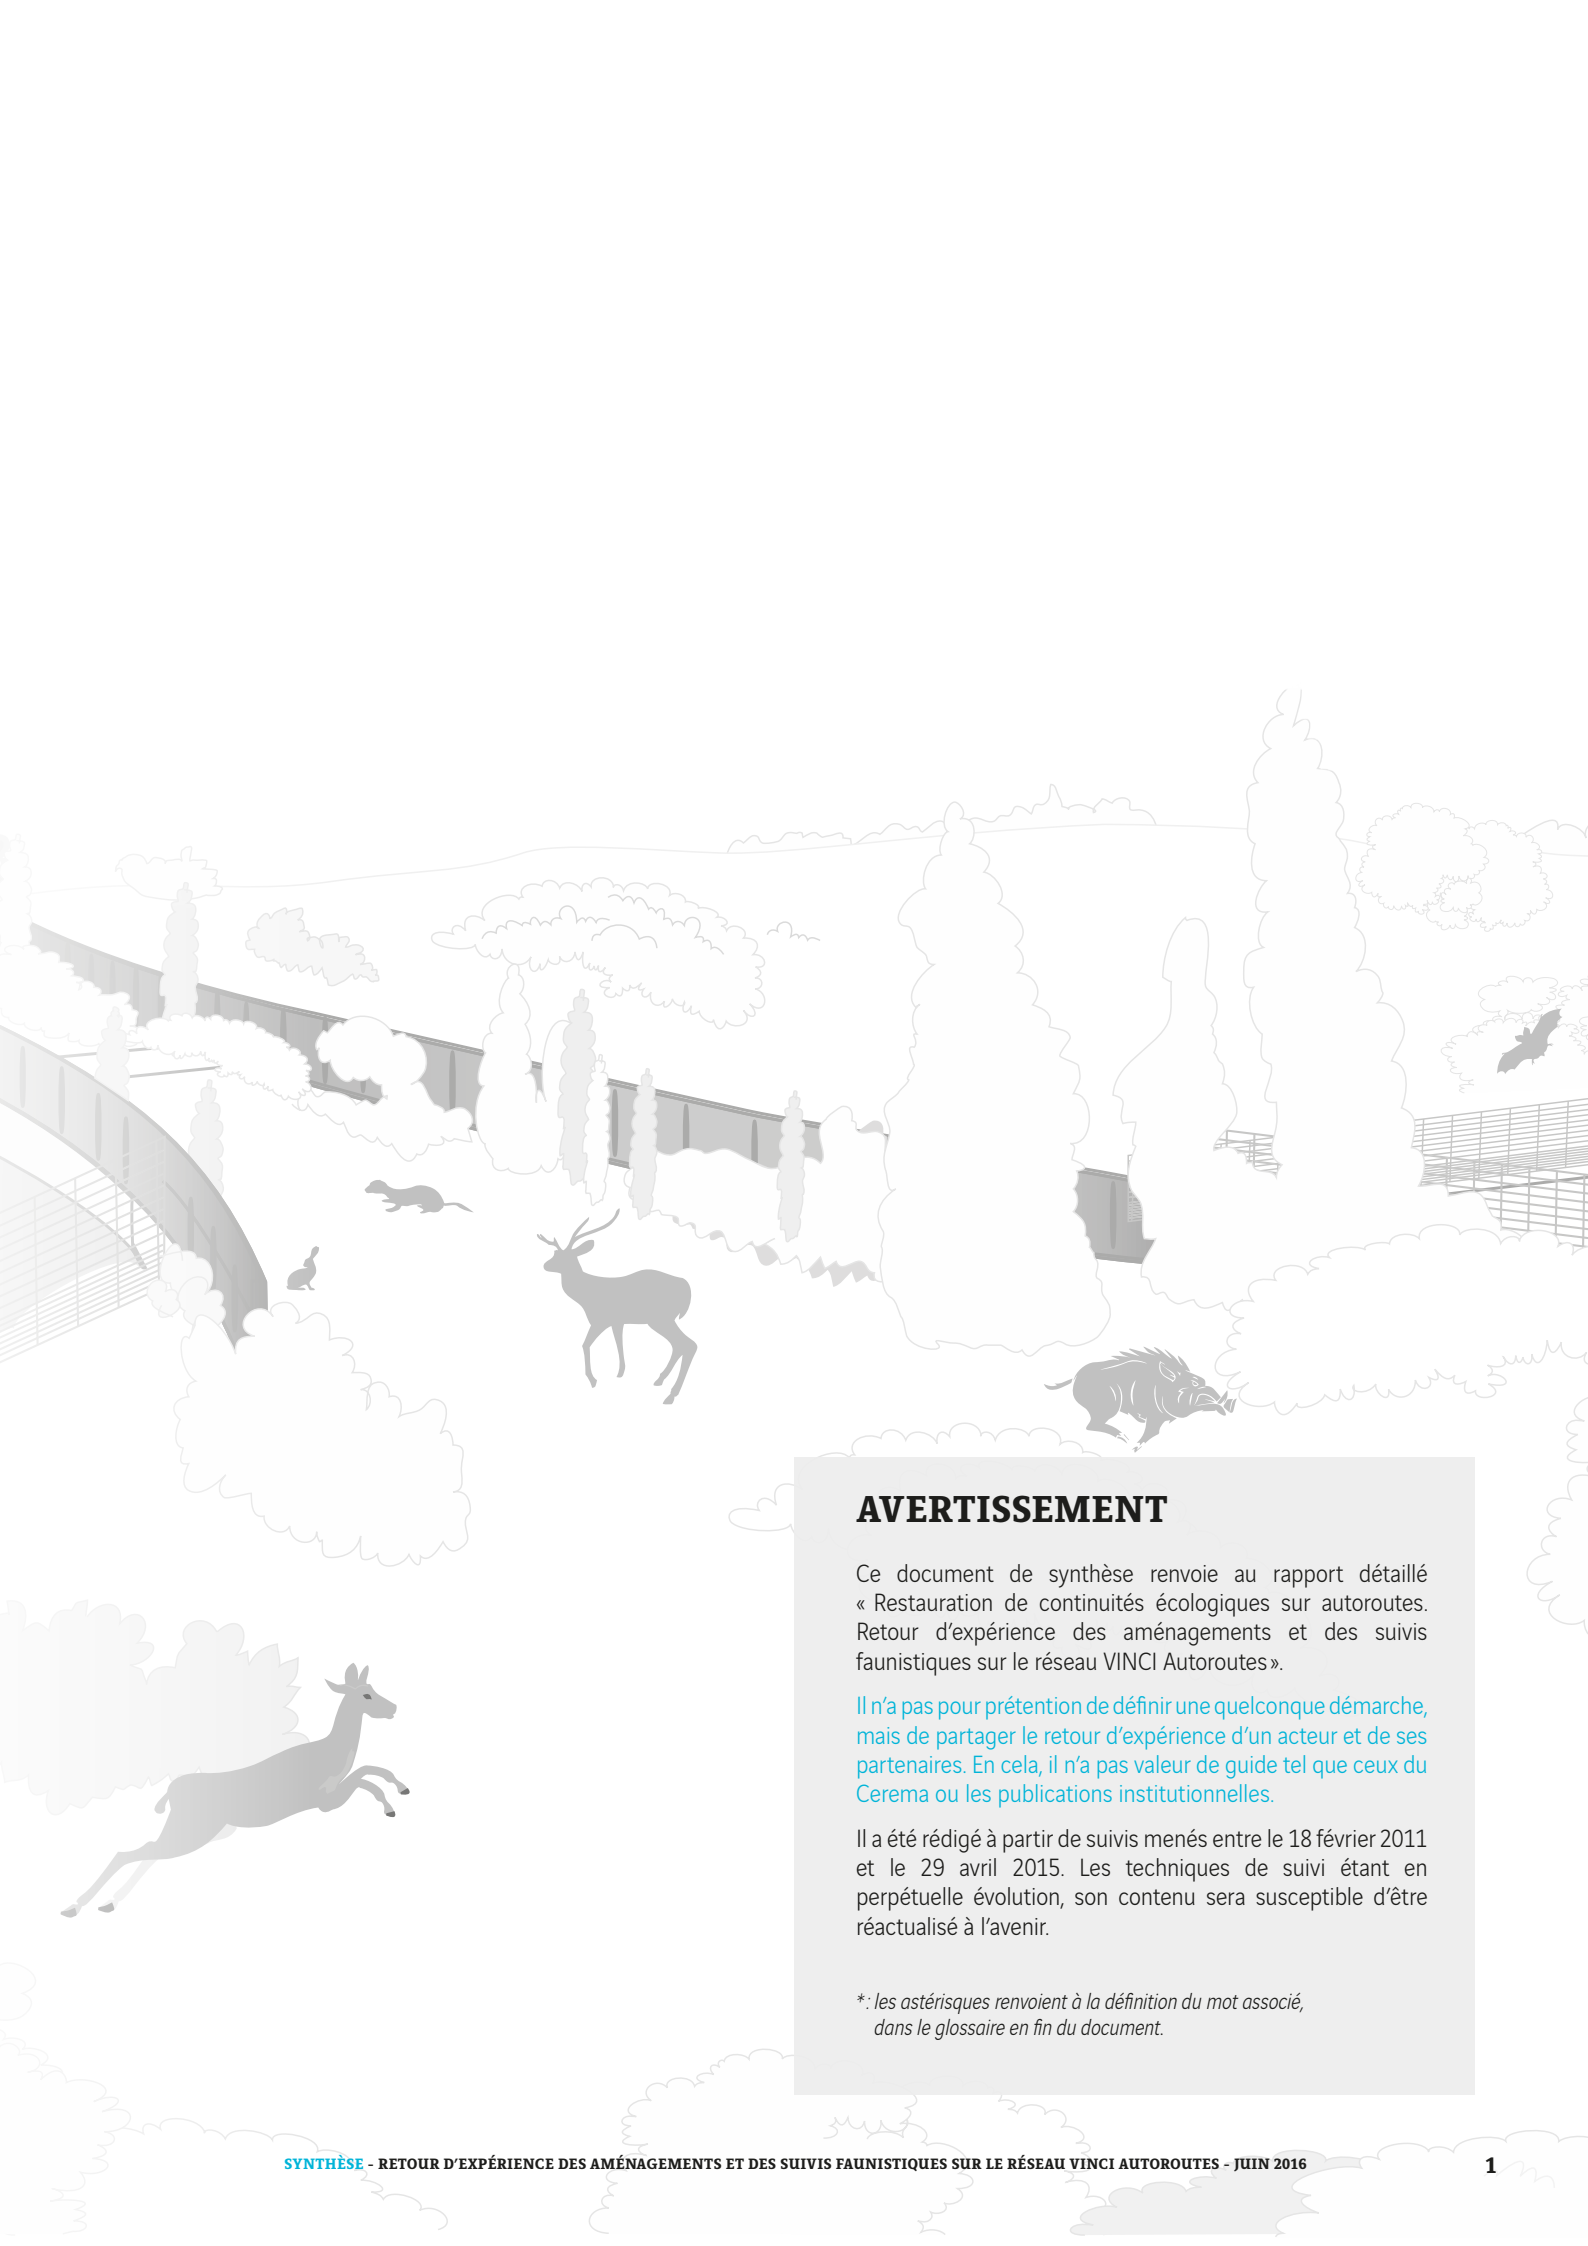 AVERTISSEMENT
Ce document de synthèse renvoie au rapport détaillé
« Restauration de continuités écologiques sur autoroutes.
Retour d’expérience des aménagements et des suivis
faunistiques sur le réseau VINCI Autoroutes ».
Il n’a pas pour prétention de définir une quelconque démarche,
mais de partager le retour d’expérience d’un acteur et de ses
partenaires. En cela, il n’a pas valeur de guide tel que ceux du
Cerema ou les publications institutionnelles.
Il a été rédigé à partir de suivis menés entre le 18 février 2011
et le 29 avril 2015. Les techniques de suivi étant en
perpétuelle évolution, son contenu sera susceptible d’être
réactualisé à l’avenir.
* : les astérisques renvoient à la définition du mot associé,
dans le glossaire en fin du document.
SYNTHÈSE - RETOUR D’EXPÉRIENCE DES AMÉNAGEMENTS ET DES SUIVIS FAUNISTIQUES SUR LE RÉSEAU VINCI AUTOROUTES - JUIN 2016 1